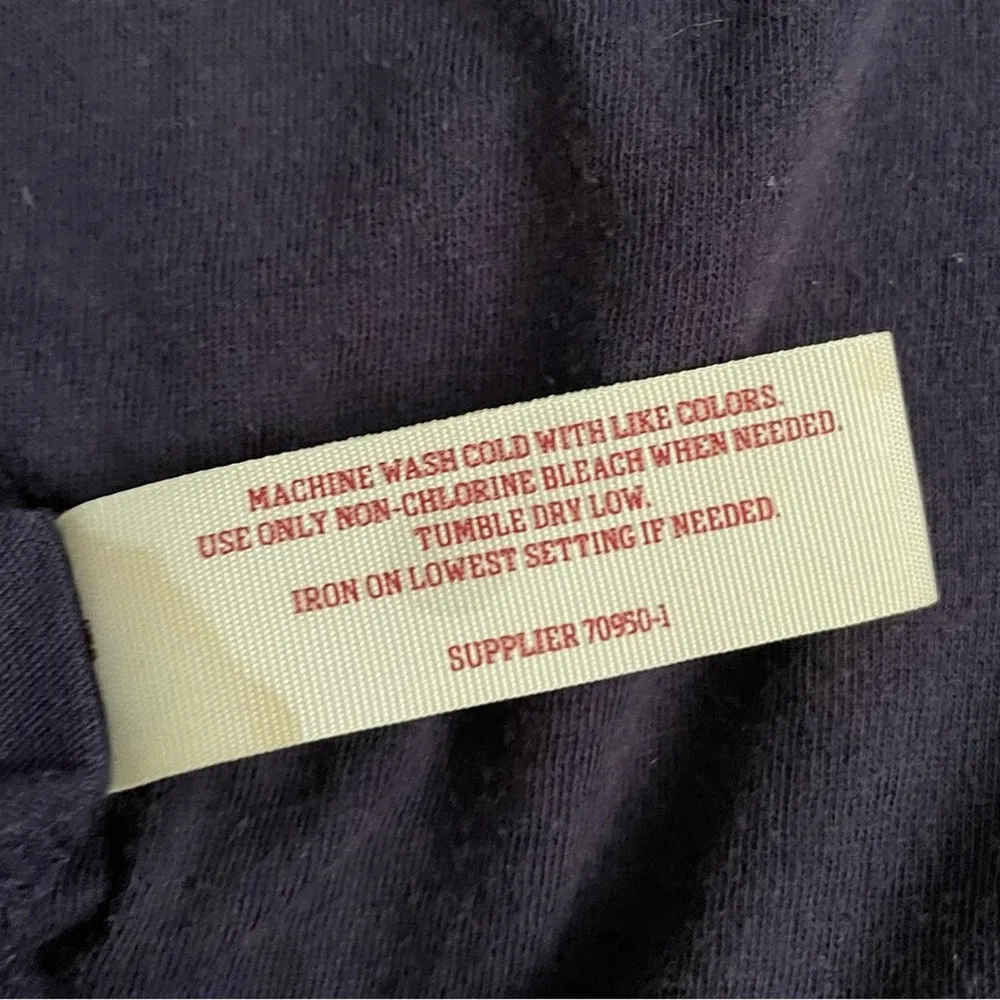 MACHINE WASH COLD WITH LIKE COLORS.
USE ONLY NON-CHLORINE BLEACH WHEN NEEDED.
TUMBLE DRY LOW.
IRON ON LOWEST SETTING IF NEEDED.
SUPPLIER 70950-1